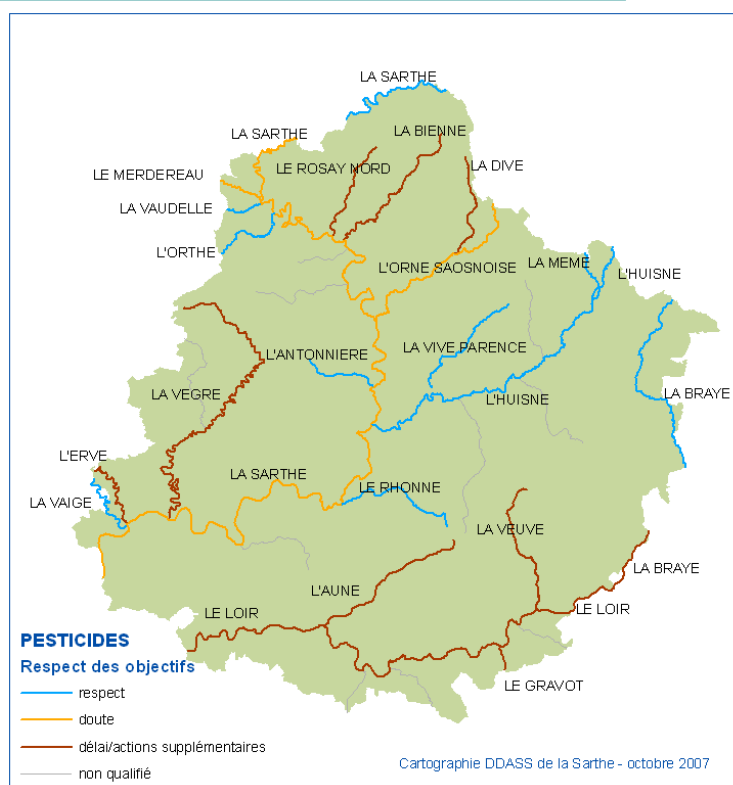 LA SARTHE
LA SARTHE
LA BIENNE
LE ROSAY NORD
LA DIVE
LE MERDEREAU
LA VAUDELLE
L'ORTHE
L'ORNE SAOSNOISE
LA MEME
L'HUISNE
L'ANTONNIERE
LA VIVE PARENCE
LA VEGRE
L'HUISNE
LA BRAYE
L'ERVE
LA SARTHE
LE RHONNE
LA VAIGE
LA VEUVE
LA BRAYE
L'AUNE
LE LOIR
LE LOIR
LE GRAVOT
PESTICIDES
Respect des objectifs
respect
doute
délai/actions supplémentaires
non qualifié
Cartographie DDASS de la Sarthe - octobre 2007